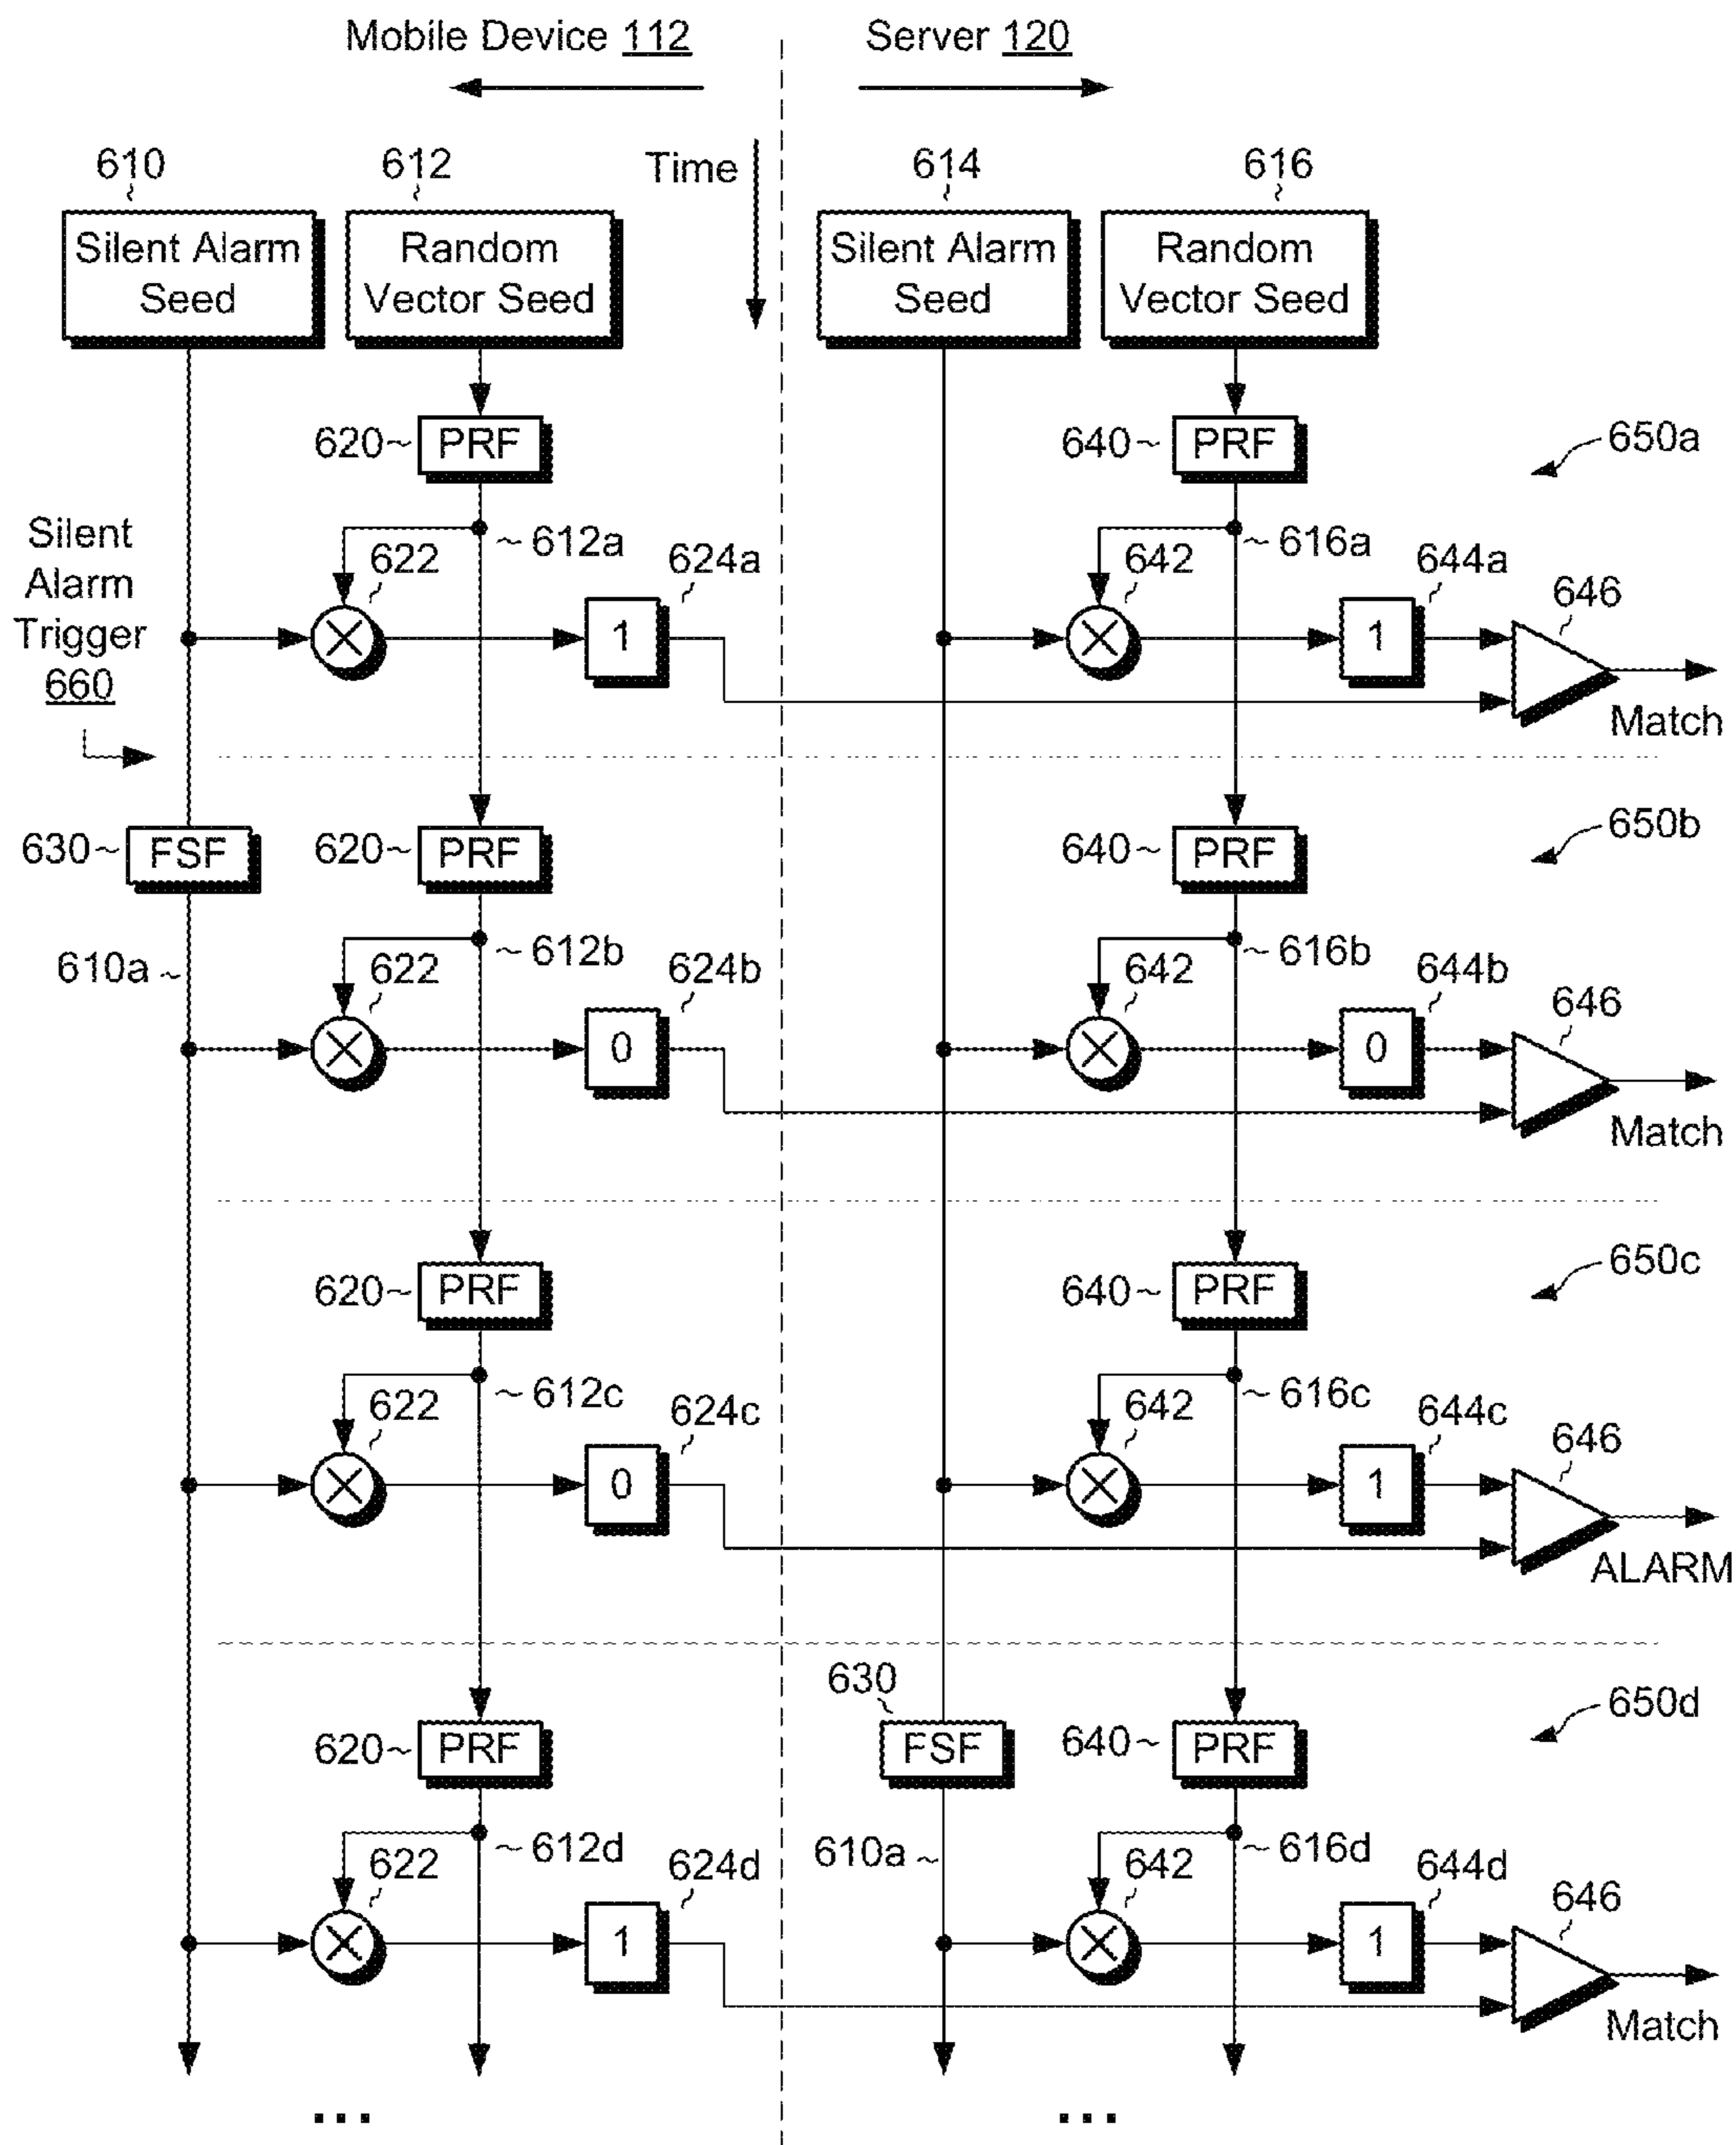 Mobile Device 112
Server 120
610
612
Time
614
616
Silent Alarm
Seed
Random
Vector Seed
Silent Alarm
Seed
Random
Vector Seed
620
PRF
640
PRF
650a
Silent
Alarm
Trigger
660
622
612a
624a
642
616a
644a
646
1
1
Match
630
FSF
620
PRF
640
PRF
650b
610a
622
612b
624b
642
616b
644b
646
0
0
Match
620
PRF
640
PRF
650c
622
612c
624c
642
616c
644c
646
0
1
ALARM
630
620
PRF
FSF
640
PRF
650d
622
612d
624d
610a
642
616d
644d
646
1
1
Match
...
...